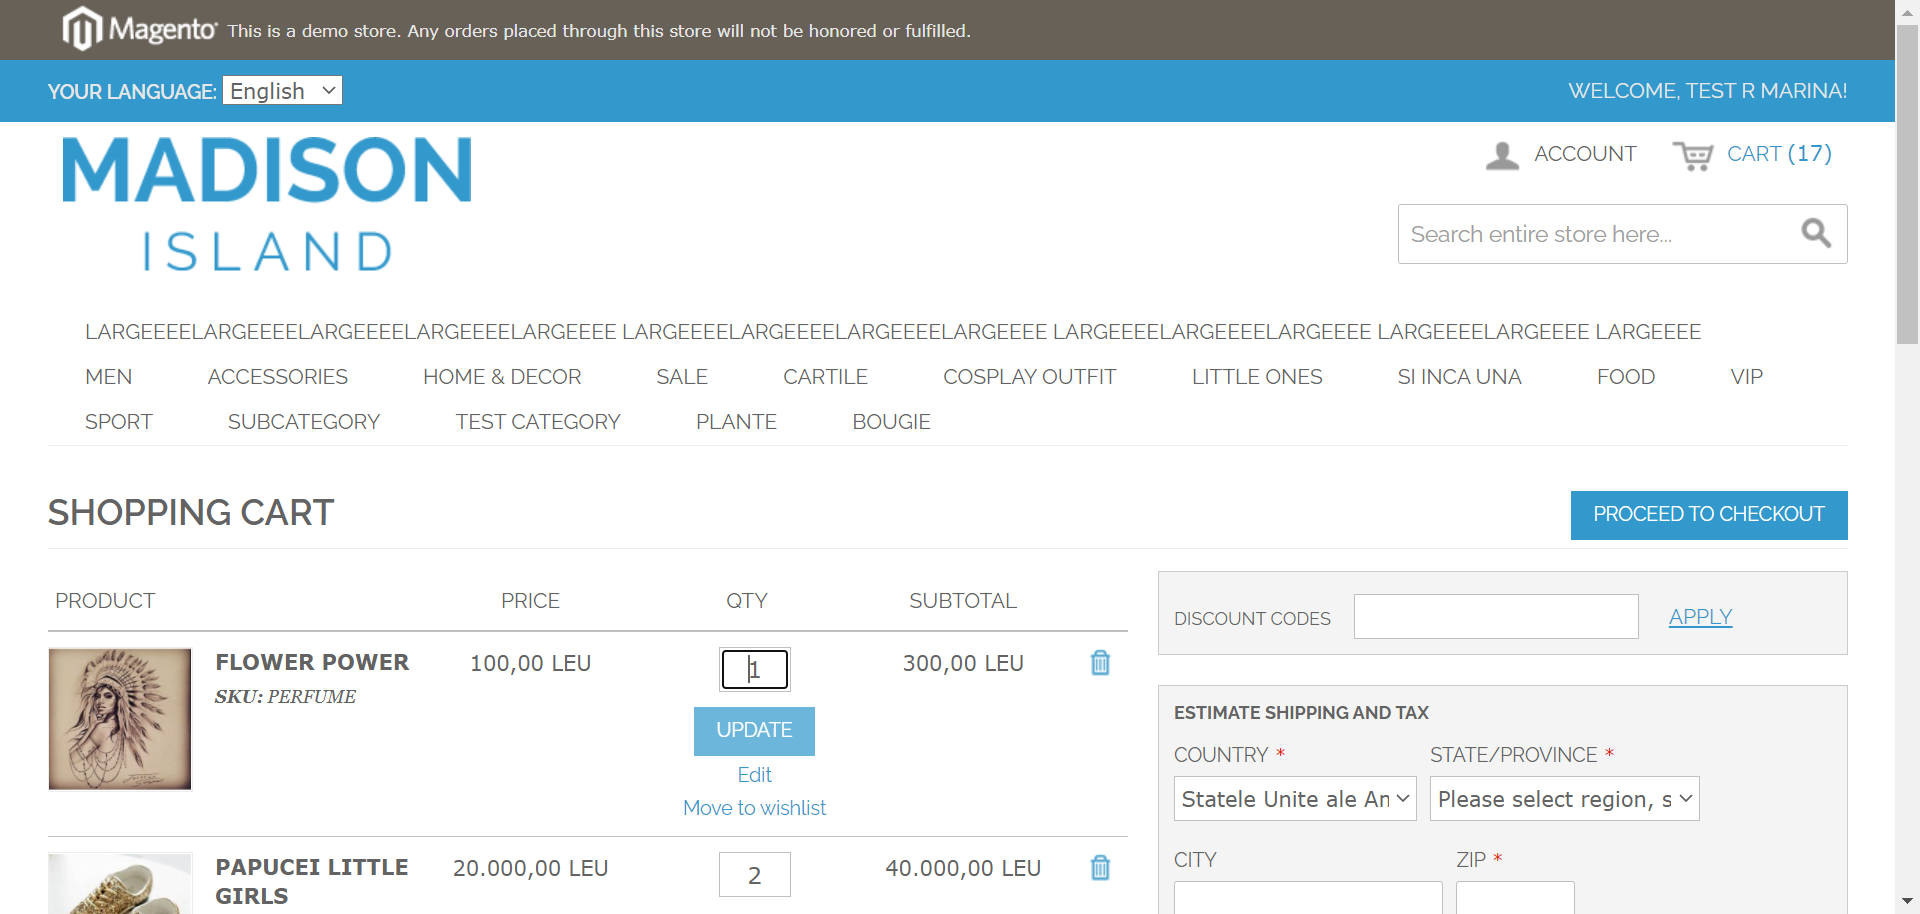 Magento This is a demo store. Any orders placed through this store will not be honored or fulfilled.
YOUR LANGUAGE: English WELCOME, TEST R MARINA!
MADISON
ISLAND
ACCOUNT CART (17)
Search entire store here...
LARGEEEELARGEEEELARGEEEELARGEEEELARGEEEE LARGEEEELARGEEEELARGEEEELARGEEEE LARGEEEELARGEEEELARGEEEE LARGEEEELARGEEEE LARGEEEE
MEN ACCESSORIES HOME & DECOR SALE CARTILE COSPLAY OUTFIT LITTLE ONES SI INCA UNA FOOD VIP
SPORT SUBCATEGORY TEST CATEGORY PLANTE BOUGIE
SHOPPING CART
PROCEED TO CHECKOUT
PRODUCT PRICE QTY SUBTOTAL
FLOWER POWER 100,00 LEU 1 300,00 LEU
SKU: PERFUME
UPDATE
Edit
Move to wishlist
PAPUCEI LITTLE GIRLS 20.000,00 LEU 2 40.000,00 LEU
DISCOUNT CODES APPLY
ESTIMATE SHIPPING AND TAX
COUNTRY * STATE/PROVINCE *
Statele Unite ale An Please select region, s
CITY ZIP *